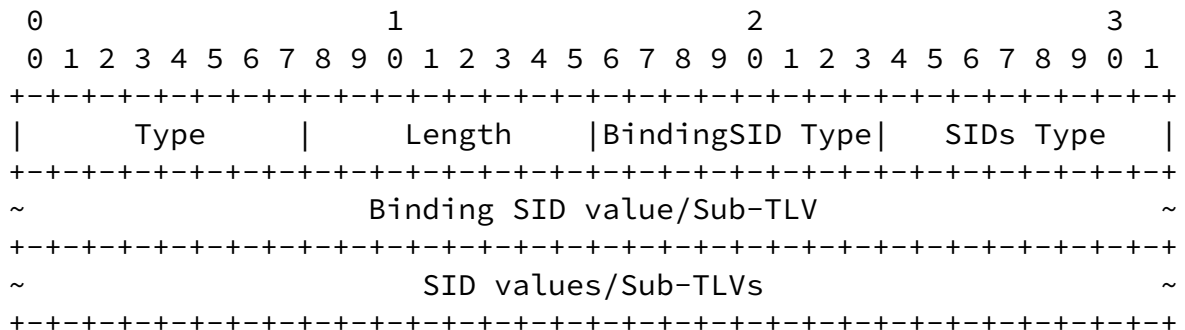 0                   1                   2                   3
 0 1 2 3 4 5 6 7 8 9 0 1 2 3 4 5 6 7 8 9 0 1 2 3 4 5 6 7 8 9 0 1
+-+-+-+-+-+-+-+-+-+-+-+-+-+-+-+-+-+-+-+-+-+-+-+-+-+-+-+-+-+-+-+-+
|      Type     |     Length    |BindingSID Type|   SIDs Type   |
+-+-+-+-+-+-+-+-+-+-+-+-+-+-+-+-+-+-+-+-+-+-+-+-+-+-+-+-+-+-+-+-+
~                   Binding SID value/Sub-TLV                   ~
+-+-+-+-+-+-+-+-+-+-+-+-+-+-+-+-+-+-+-+-+-+-+-+-+-+-+-+-+-+-+-+-+
~                      SID values/Sub-TLVs                      ~
+-+-+-+-+-+-+-+-+-+-+-+-+-+-+-+-+-+-+-+-+-+-+-+-+-+-+-+-+-+-+-+-+